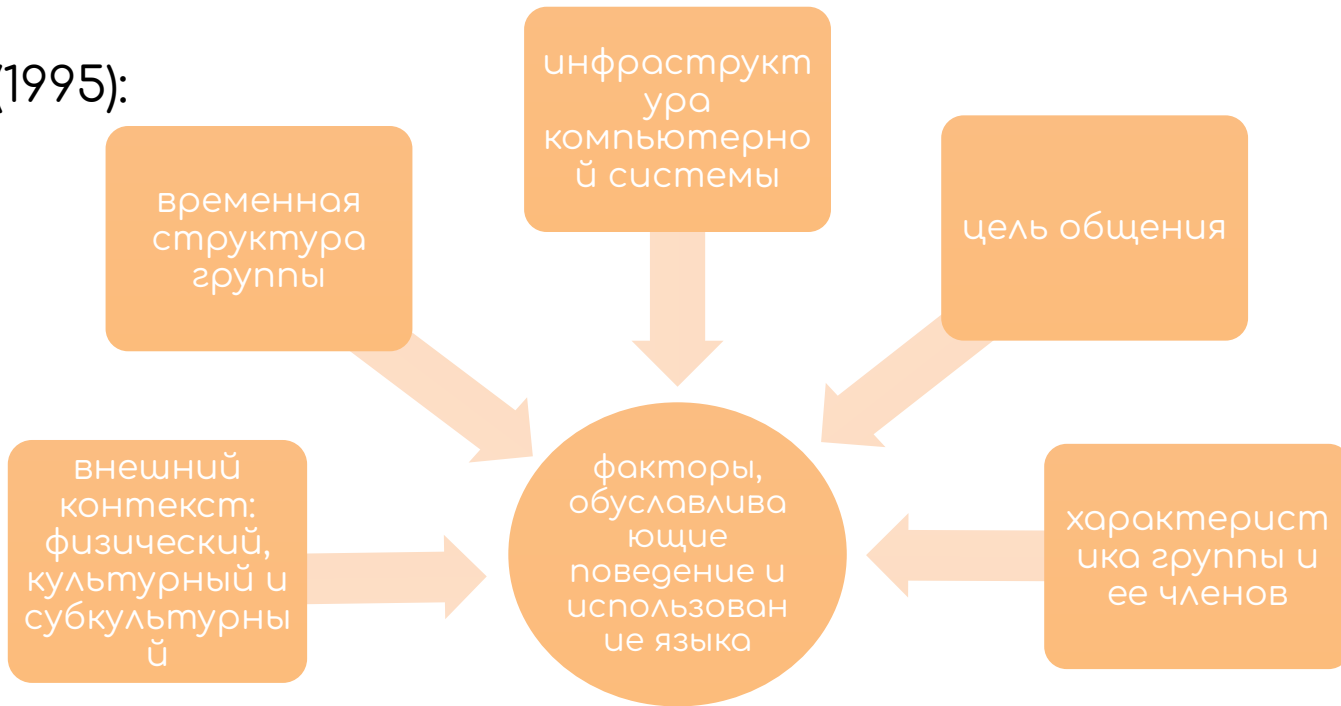 (1995):
инфраструкт
ура
компьютерно
й системы
временная
структура
группы
цель общения
внешний
контекст:
физический,
культурный и
субкультурны
й
факторы,
обуславлива
ющие
поведение и
использован
ие языка
характерист
ика группы и
ее членов